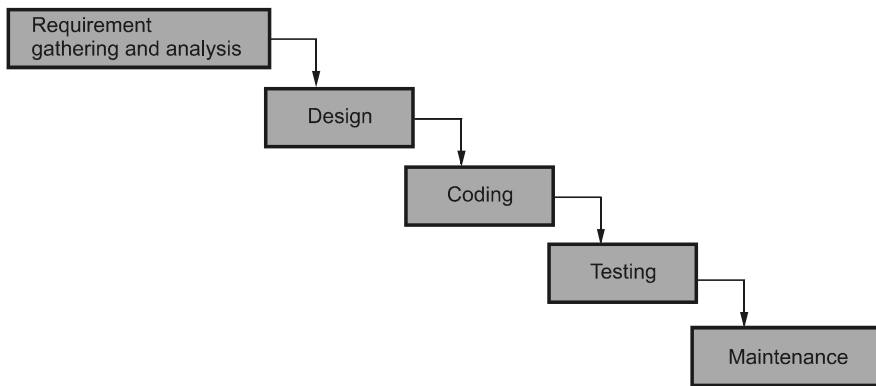 Requirement
gathering and analysis
Design
Coding
Testing
Maintenance